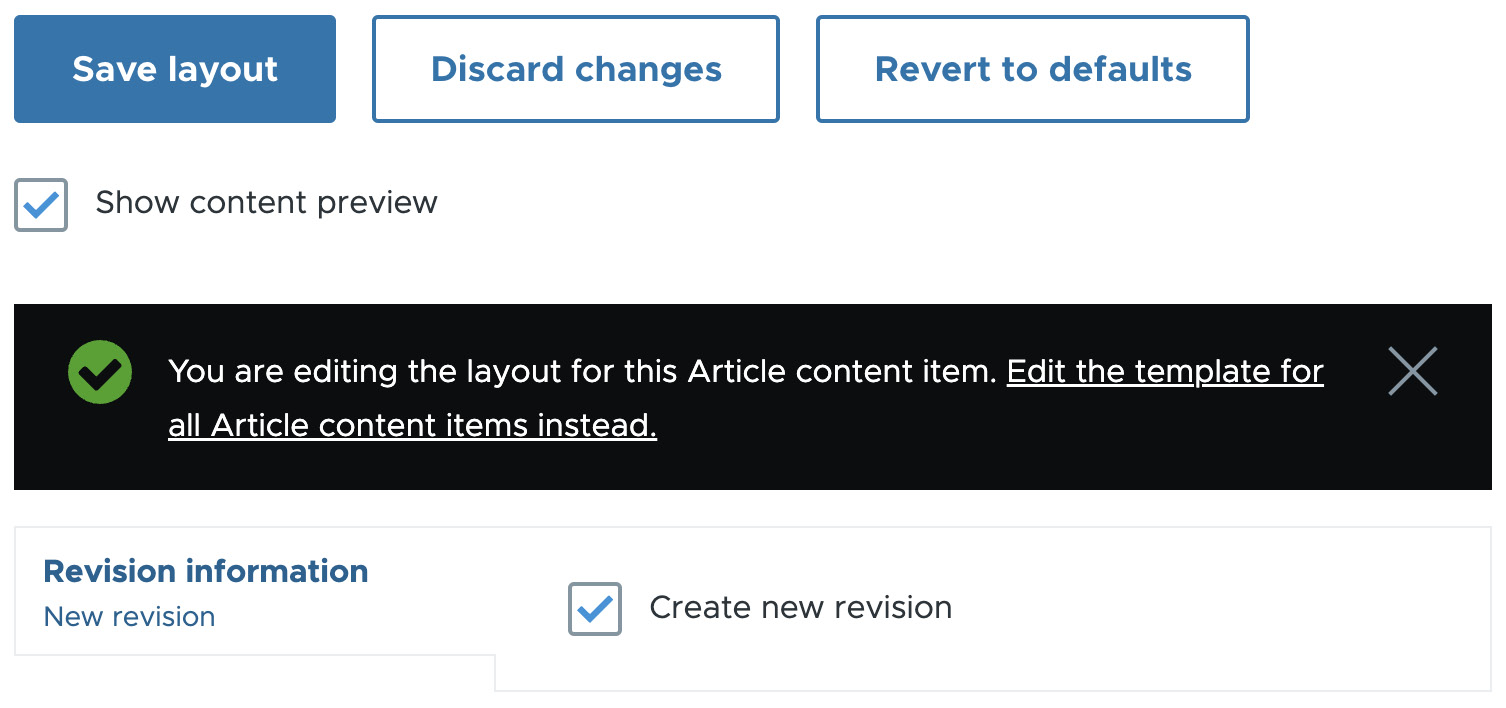 Save layout
Discard changes
Revert to defaults
Show content preview
You are editing the layout for this Article content item. Edit the template for
all Article content items instead.
Revision information
New revision
Create new revision